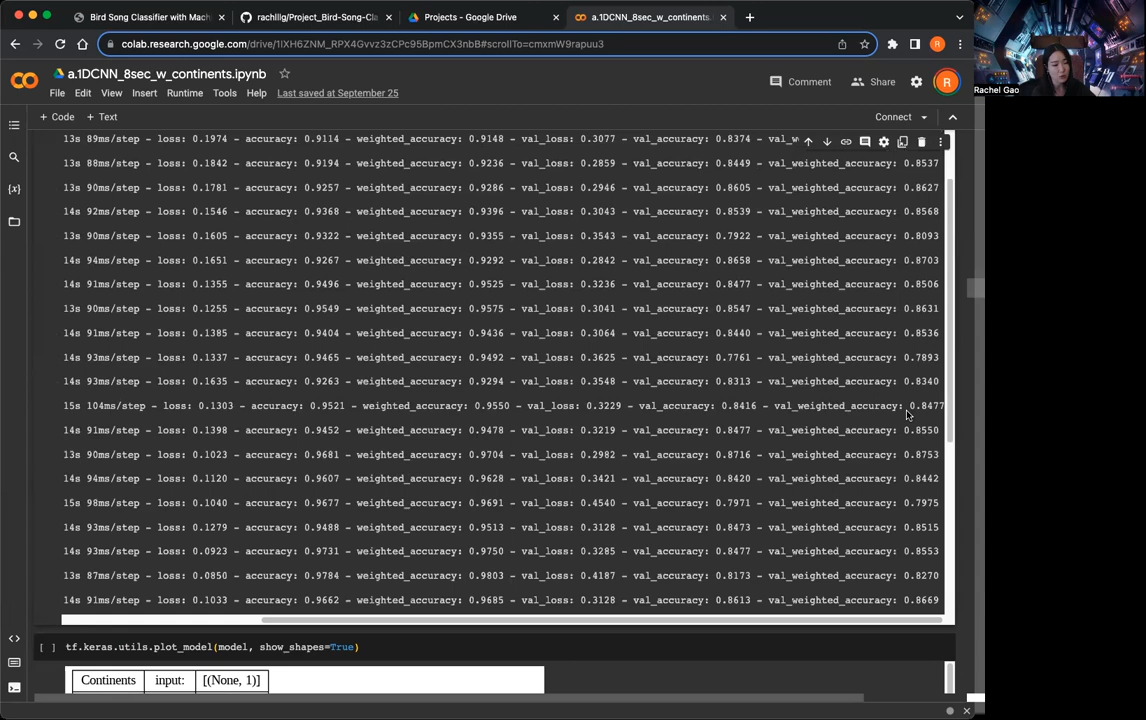 Bird Song Classifier with Mach
rachllg/Project_Bird-Song-Cla
Projects - Google Drive
a.1DCNN_8sec_w_continents.
colab.research.google.com/drive/1IXH6ZNM_RPX4Gvvz3zCPc95BpmCX3nbB#scrollTo=cmxmW9rapuu3
R
Rachel Gao
a.1DCNN_8sec_w_continents.ipynb
Comment
Share
R
File Edit View Insert Runtime Tools Help Last saved at September 25
+ Code + Text
Connect
13s 89ms/step - loss: 0.1974 - accuracy: 0.9114 - weighted_accuracy: 0.9148 - val_loss: 0.3077 - val_accuracy: 0.8374 - val_w
13s 88ms/step - loss: 0.1842 - accuracy: 0.9194 - weighted_accuracy: 0.9236 - val_loss: 0.2859 - val_accuracy: 0.8449 - val_weighted_accuracy: 0.8537
13s 90ms/step - loss: 0.1781 - accuracy: 0.9257 - weighted_accuracy: 0.9286 - val_loss: 0.2946 - val_accuracy: 0.8605 - val_weighted_accuracy: 0.8627
14s 92ms/step - loss: 0.1546 - accuracy: 0.9368 - weighted_accuracy: 0.9396 - val_loss: 0.3043 - val_accuracy: 0.8539 - val_weighted_accuracy: 0.8568
13s 90ms/step - loss: 0.1605 - accuracy: 0.9322 - weighted_accuracy: 0.9355 - val_loss: 0.3543 - val_accuracy: 0.7922 - val_weighted_accuracy: 0.8093
14s 94ms/step - loss: 0.1651 - accuracy: 0.9267 - weighted_accuracy: 0.9292 - val_loss: 0.2842 - val_accuracy: 0.8658 - val_weighted_accuracy: 0.8703
14s 91ms/step - loss: 0.1355 - accuracy: 0.9496 - weighted_accuracy: 0.9525 - val_loss: 0.3236 - val_accuracy: 0.8477 - val_weighted_accuracy: 0.8506
13s 90ms/step - loss: 0.1255 - accuracy: 0.9549 - weighted_accuracy: 0.9575 - val_loss: 0.3041 - val_accuracy: 0.8547 - val_weighted_accuracy: 0.8631
14s 91ms/step - loss: 0.1385 - accuracy: 0.9404 - weighted_accuracy: 0.9436 - val_loss: 0.3064 - val_accuracy: 0.8440 - val_weighted_accuracy: 0.8536
14s 93ms/step - loss: 0.1337 - accuracy: 0.9465 - weighted_accuracy: 0.9492 - val_loss: 0.3625 - val_accuracy: 0.7761 - val_weighted_accuracy: 0.7893
14s 93ms/step - loss: 0.1635 - accuracy: 0.9263 - weighted_accuracy: 0.9294 - val_loss: 0.3548 - val_accuracy: 0.8313 - val_weighted_accuracy: 0.8340
15s 104ms/step - loss: 0.1303 - accuracy: 0.9521 - weighted_accuracy: 0.9550 - val_loss: 0.3229 - val_accuracy: 0.8416 - val_weighted_accuracy: 0.8477
14s 91ms/step - loss: 0.1398 - accuracy: 0.9452 - weighted_accuracy: 0.9478 - val_loss: 0.3219 - val_accuracy: 0.8477 - val_weighted_accuracy: 0.8550
13s 90ms/step - loss: 0.1023 - accuracy: 0.9681 - weighted_accuracy: 0.9704 - val_loss: 0.2982 - val_accuracy: 0.8716 - val_weighted_accuracy: 0.8753
14s 94ms/step - loss: 0.1120 - accuracy: 0.9607 - weighted_accuracy: 0.9628 - val_loss: 0.3421 - val_accuracy: 0.8420 - val_weighted_accuracy: 0.8442
15s 98ms/step - loss: 0.1040 - accuracy: 0.9677 - weighted_accuracy: 0.9691 - val_loss: 0.4540 - val_accuracy: 0.7971 - val_weighted_accuracy: 0.7975
14s 93ms/step - loss: 0.1279 - accuracy: 0.9488 - weighted_accuracy: 0.9513 - val_loss: 0.3128 - val_accuracy: 0.8473 - val_weighted_accuracy: 0.8515
14s 93ms/step - loss: 0.0923 - accuracy: 0.9731 - weighted_accuracy: 0.9750 - val_loss: 0.3285 - val_accuracy: 0.8477 - val_weighted_accuracy: 0.8553
13s 87ms/step - loss: 0.0850 - accuracy: 0.9784 - weighted_accuracy: 0.9803 - val_loss: 0.4187 - val_accuracy: 0.8173 - val_weighted_accuracy: 0.8270
14s 91ms/step - loss: 0.1033 - accuracy: 0.9662 - weighted_accuracy: 0.9685 - val_loss: 0.3128 - val_accuracy: 0.8613 - val_weighted_accuracy: 0.8669
[ ] tf.keras.utils.plot_model(model, show_shapes=True)
Continents input: [(None, 1)]